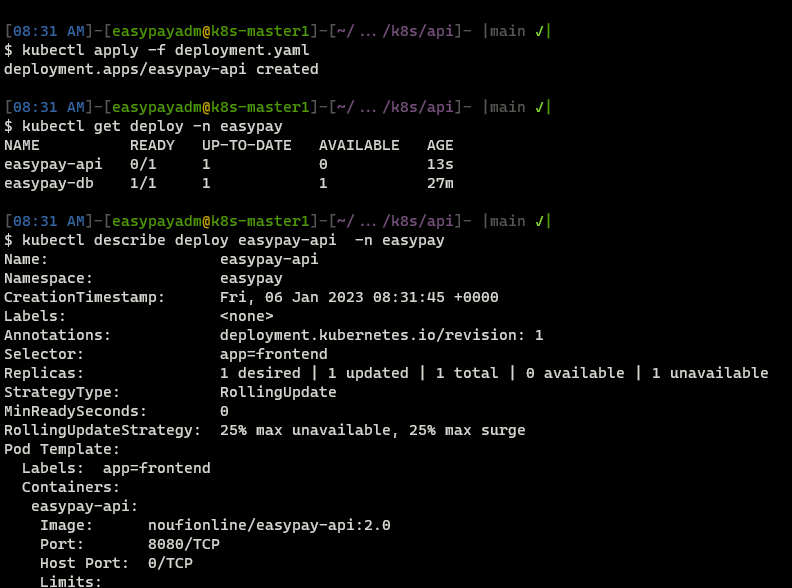 [08:31 AM]-[easypayadm@k8s-master1]-[~/ … /k8s/api]- |main ✓|
$ kubectl apply -f deployment.yaml
deployment.apps/easypay-api created
[08:31 AM]-[easypayadm@k8s-master1]-[~/ … /k8s/api]- |main ✓|
$ kubectl get deploy -n easypay
NAME          READY   UP-TO-DATE   AVAILABLE   AGE
easypay-api   0/1     1            0           13s
easypay-db    1/1     1            1           27m
[08:31 AM]-[easypayadm@k8s-master1]-[~/ … /k8s/api]- |main ✓|
$ kubectl describe deploy easypay-api  -n easypay
Name:                   easypay-api
Namespace:              easypay
CreationTimestamp:      Fri, 06 Jan 2023 08:31:45 +0000
Labels:                 <none>
Annotations:            deployment.kubernetes.io/revision: 1
Selector:               app=frontend
Replicas:               1 desired | 1 updated | 1 total | 0 available | 1 unavailable
StrategyType:           RollingUpdate
MinReadySeconds:        0
RollingUpdateStrategy:  25% max unavailable, 25% max surge
Pod Template:
  Labels:  app=frontend
  Containers:
   easypay-api:
    Image:      noufionline/easypay-api:2.0
    Port:       8080/TCP
    Host Port:  0/TCP
    Limits: